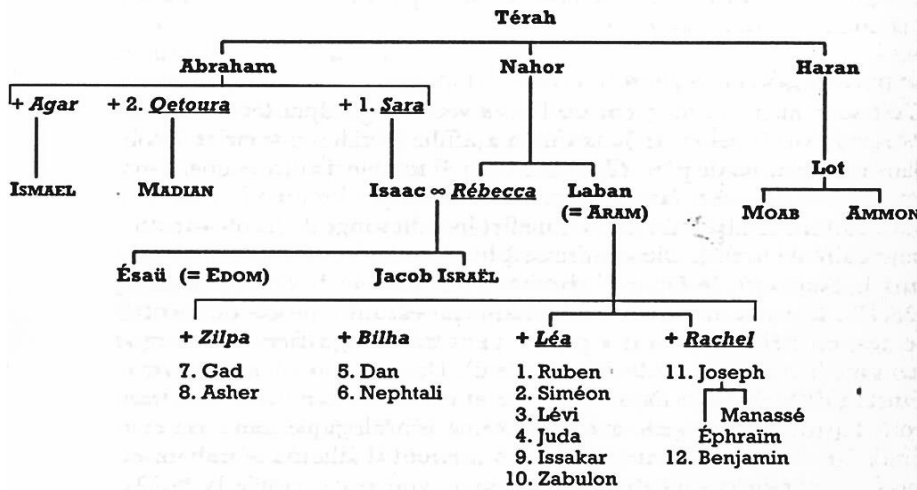 Térah
Abraham Nahor Haran
+ Agar + 2. Qetoura + 1. Sara
Lot
ISMAEL MADIAN Isaac ∞ Rébecca Laban
(= ARAM) MOAB AMMON
Ésaü (= EDOM) Jacob ISRAËL
+ Zilpa + Bilha + Léa + Rachel
7. Gad 5. Dan 1. Ruben 11. Joseph
8. Asher 6. Nephtali 2. Siméon
3. Lévi Manassé
4. Juda Éphraïm
9. Issakar 12. Benjamin
10. Zabulon